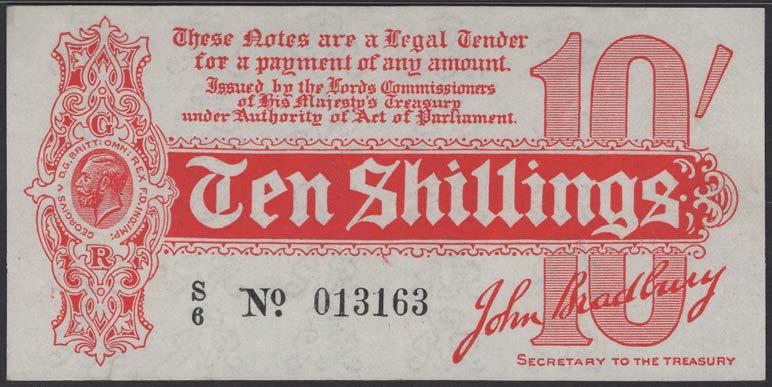 These Notes are a Legal Tender
for a payment of any amount.
Issued by the Lords Commissioners
of His Majesty's Treasury
under Authority of Act of Parliament.
10/
G
GEORGIUS V D.G. BRITT: OMN: REX F.D. IND: IMP:
R
Ten Shillings.
S/6 No. 013163
10
John Bradbury
SECRETARY TO THE TREASURY